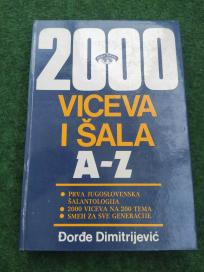 2000
VICEVA
I ŠALA
A-Z
• PRVA JUGOSLOVENSKA
ŠALANTOLOGIJA
• 2000 VICEVA NA 200 TEMA
• SMEH ZA SVE GENERACIJE
Đorđe Dimitrijević